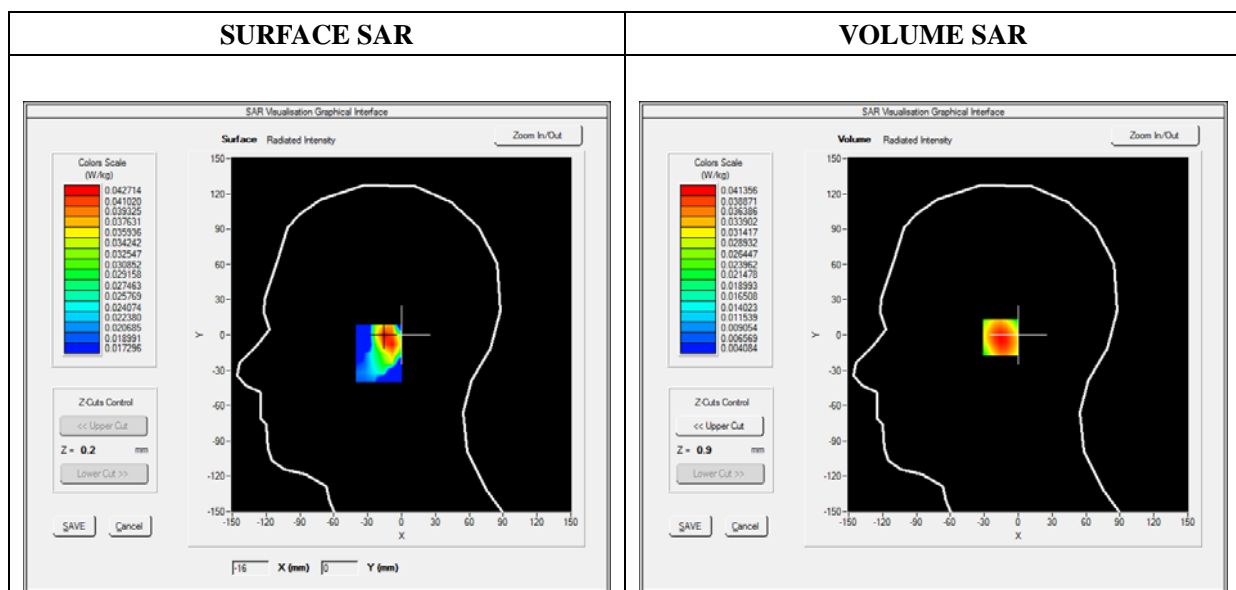 SURFACE SAR
VOLUME SAR
SAR Visualisation Graphical Interface
Surface Radiated Intensity
Zoom In/Out
Colors Scale
(W/kg)
0.042714
0.041020
0.039325
0.037631
0.035936
0.034242
0.032547
0.030852
0.029158
0.027463
0.025769
0.024074
0.022380
0.020685
0.018991
0.017296
Z-Cuts Control
<< Upper Cut
Z = 0.2 mm
Lower Cut >>
SAVE Cancel
150
120
90
60
30
Y 0
-30
-60
-90
-120
-150
-150 -120 -90 -60 -30 0 30 60 90 120 150
X
-16 X (mm) 0 Y (mm)
SAR Visualisation Graphical Interface
Volume Radiated Intensity
Zoom In/Out
Colors Scale
(W/kg)
0.041356
0.038871
0.036386
0.033902
0.031417
0.028932
0.026447
0.023962
0.021478
0.018993
0.016508
0.014023
0.011539
0.009054
0.006569
0.004084
Z-Cuts Control
<< Upper Cut
Z = 0.9 mm
Lower Cut >>
SAVE Cancel
150
120
90
60
30
Y 0
-30
-60
-90
-120
-150
-150 -120 -90 -60 -30 0 30 60 90 120 150
X